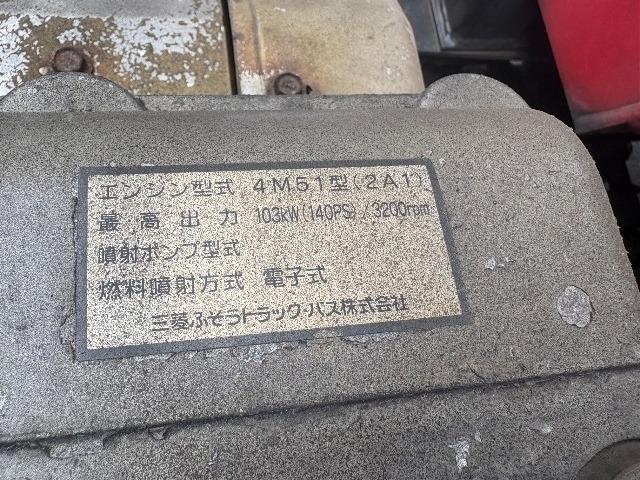 エンジン型式 4M51型(2A1)
最高出力 103kW(140PS)/3200rpm
噴射ポンプ型式
燃料噴射方式 電子式
三菱ふそうトラック・バス株式会社